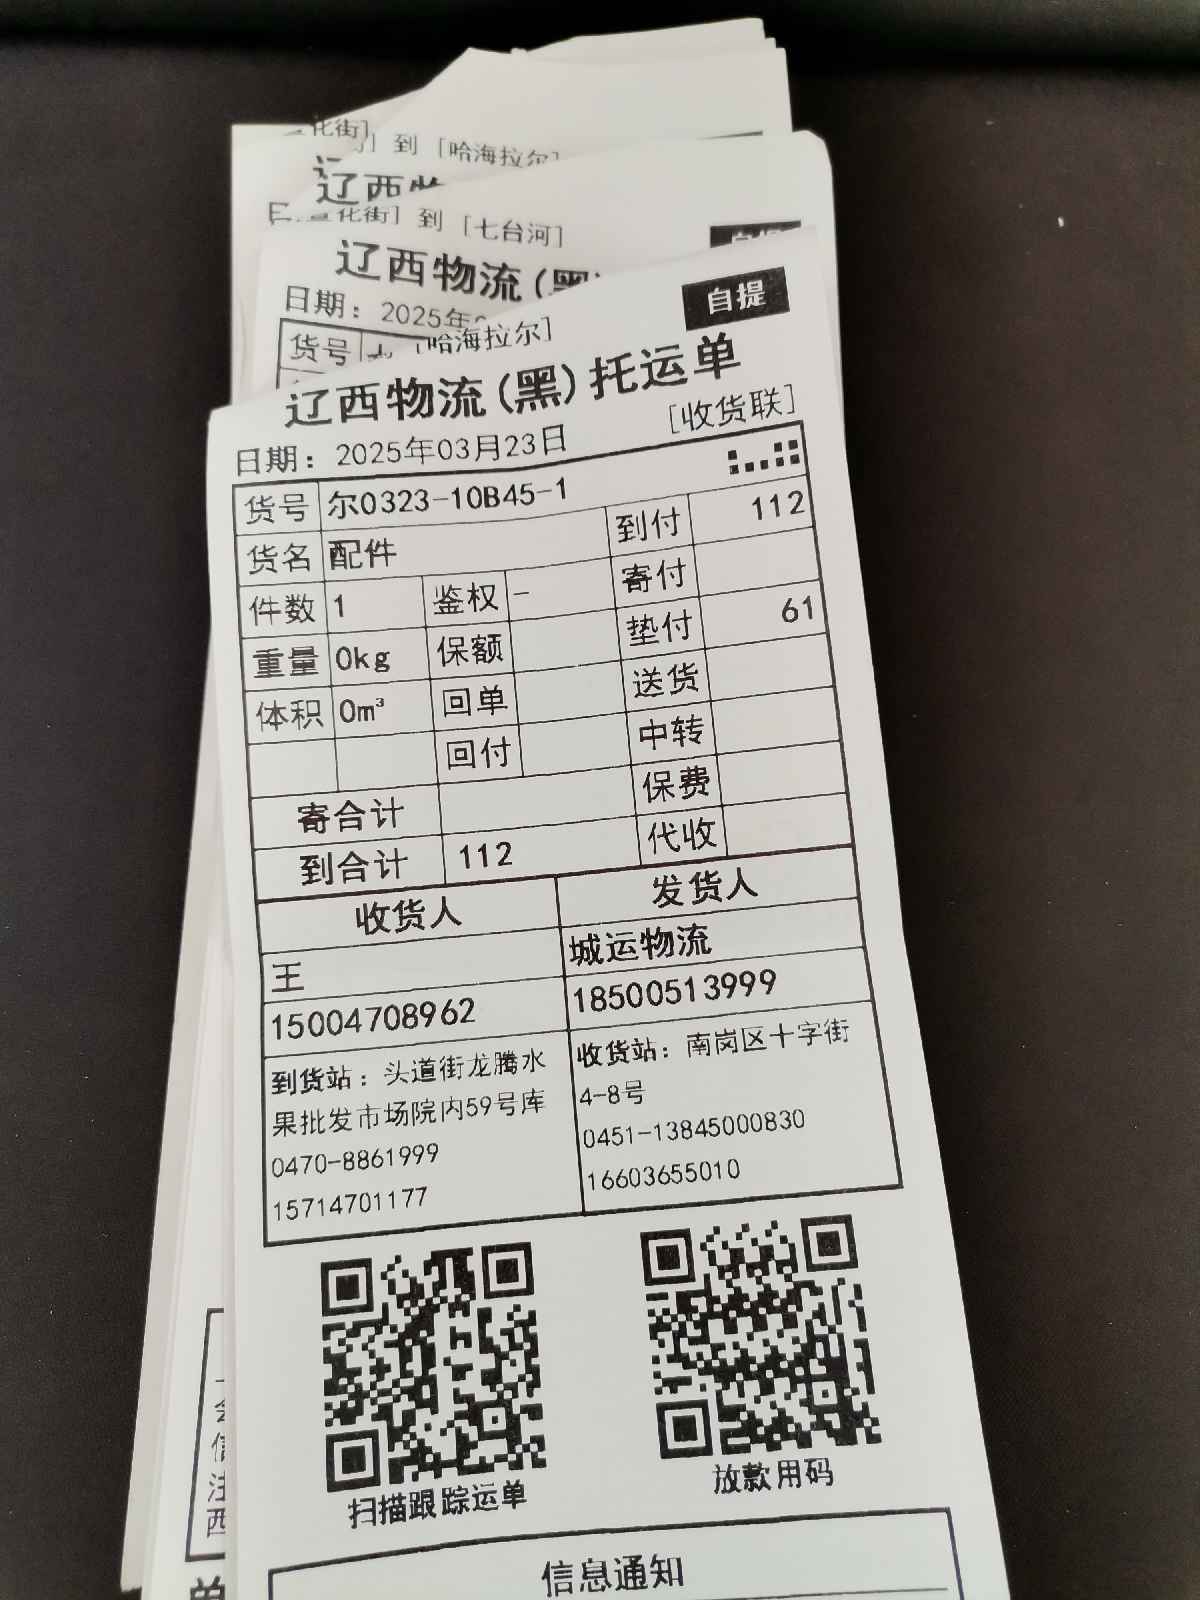 化街]
到 [哈海拉尔]
辽西物
化街] 到 [七台河]
辽西物流(黑)
日期: 2025年
货号
[哈海拉尔]
自提
辽西物流(黑)托运单
[收货联]
日期: 2025年03月23日
货号 尔0323-10B45-1
货名 配件 到付 112
件数 1 鉴权 - 寄付
重量 0kg 保额 垫付 61
体积 0m³ 回单 送货
回付 中转
寄合计 保费
到合计 112 代收
收货人 发货人
王 城运物流
15004708962 18500513999
到货站: 头道街龙腾水
果批发市场院内59号库
0470-8861999
15714701177
收货站: 南岗区十字街
4-8号
0451-13845000830
16603655010
扫描跟踪运单 放款用码
信息通知
信
注
西
单